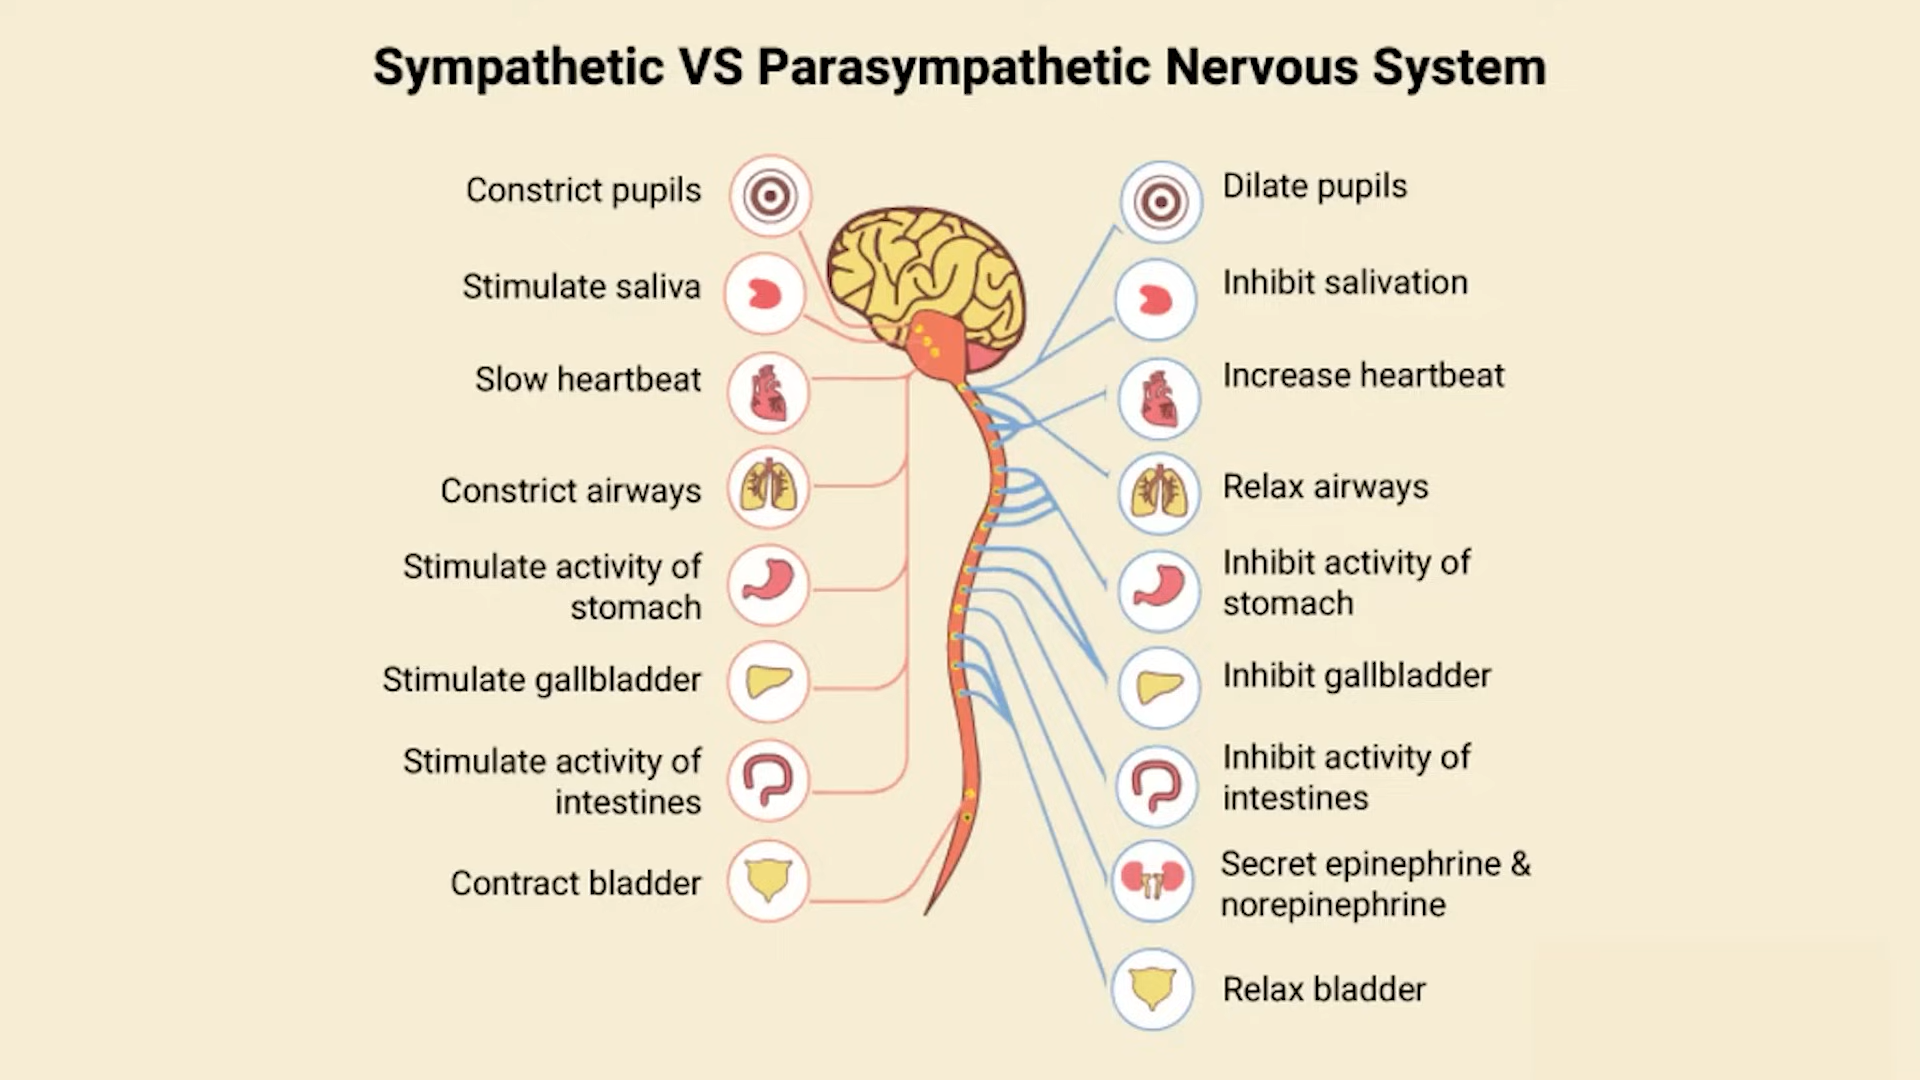 Sympathetic VS Parasympathetic Nervous System
Constrict pupils
Stimulate saliva
Slow heartbeat
Constrict airways
Stimulate activity of
stomach
Stimulate gallbladder
Stimulate activity of
intestines
Contract bladder
Dilate pupils
Inhibit salivation
Increase heartbeat
Relax airways
Inhibit activity of
stomach
Inhibit gallbladder
Inhibit activity of
intestines
Secret epinephrine &
norepinephrine
Relax bladder